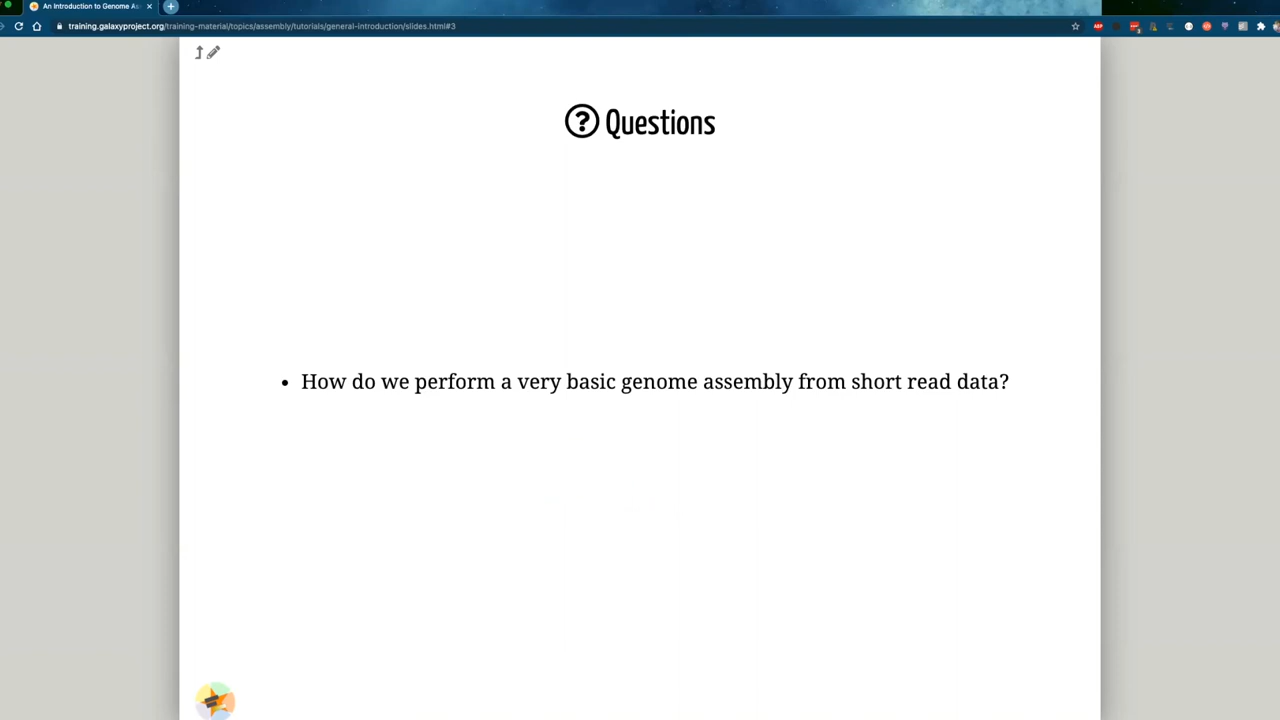 An Introduction to Genome As
training.galaxyproject.org/training-material/topics/assembly/tutorials/general-introduction/slides.html#3
Questions
• How do we perform a very basic genome assembly from short read data?